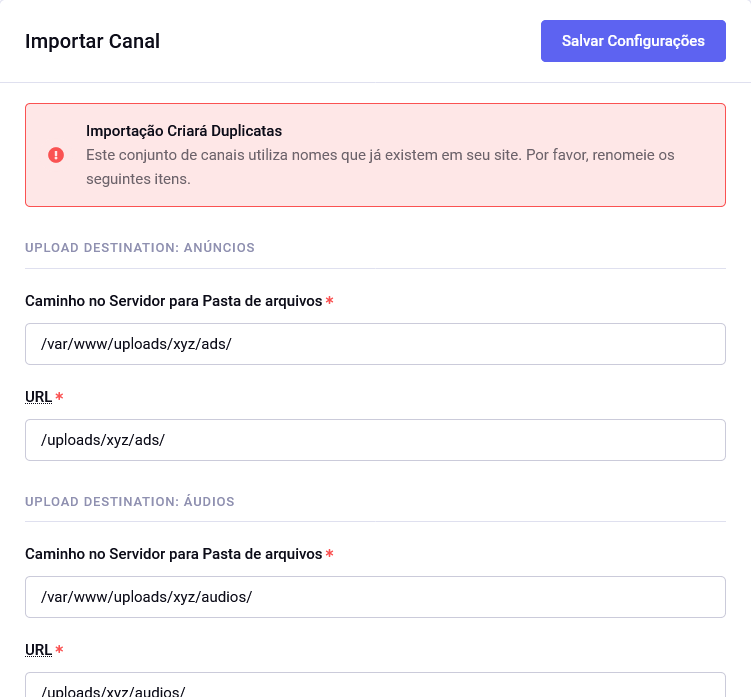 Importar Canal
Salvar Configurações
Importação Criará Duplicatas
Este conjunto de canais utiliza nomes que já existem em seu site. Por favor, renomeie os
seguintes itens.
UPLOAD DESTINATION: ANÚNCIOS
Caminho no Servidor para Pasta de arquivos *
/var/www/uploads/xyz/ads/
URL *
/uploads/xyz/ads/
UPLOAD DESTINATION: ÁUDIOS
Caminho no Servidor para Pasta de arquivos *
/var/www/uploads/xyz/audios/
URL *
/uploads/xyz/audios/